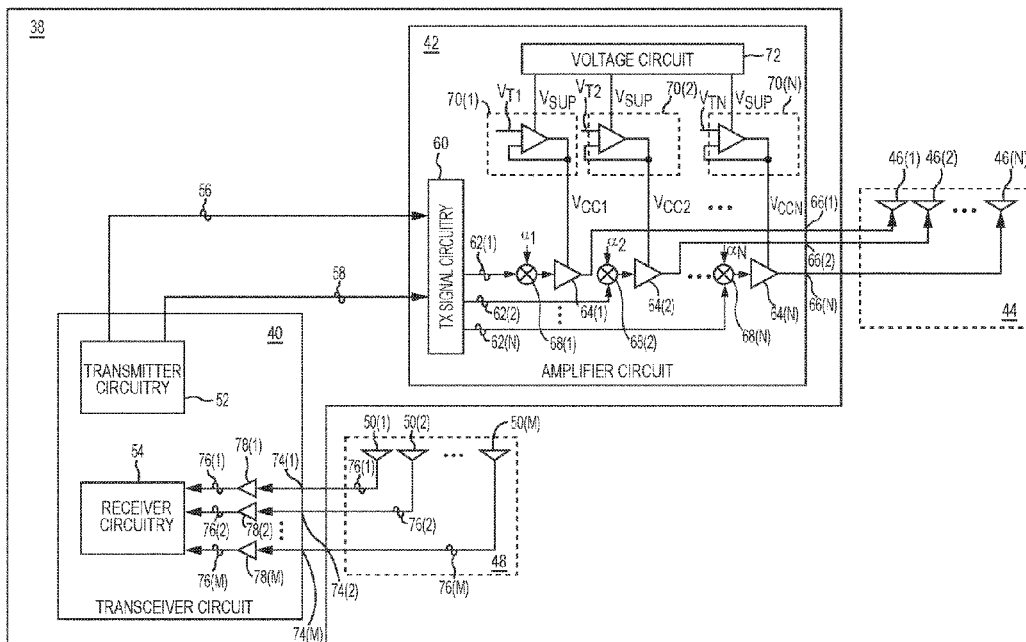 38
42
VOLTAGE CIRCUIT
72
70(1)
VT1
VSUP
VT2
VSUP
70(2)
VTN
VSUP
70(N)
60
56
58
TX SIGNAL CIRCUITRY
VCC1
VCC2
• • •
VCCN
66(1)
66(2)
66(N)
46(1)
46(2)
46(N)
44
62(1)
α1
α2
αN
62(2)
62(N)
64(1)
64(2)
64(N)
68(1)
68(2)
68(N)
AMPLIFIER CIRCUIT
40
TRANSMITTER
CIRCUITRY
52
50(1)
50(2)
50(M)
54
76(1)
78(1)
74(1)
76(1)
RECEIVER
CIRCUITRY
76(2)
78(2)
76(2)
76(M)
78(M)
74(2)
76(M)
48
TRANSCEIVER CIRCUIT
74(M)